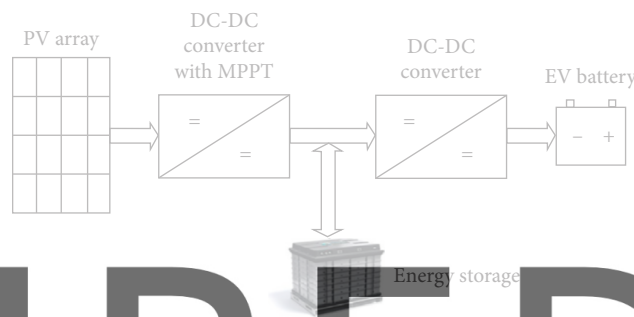 PV array
DC-DC
converter
with MPPT
DC-DC
converter
EV battery
= =
= =
− +
Energy storage